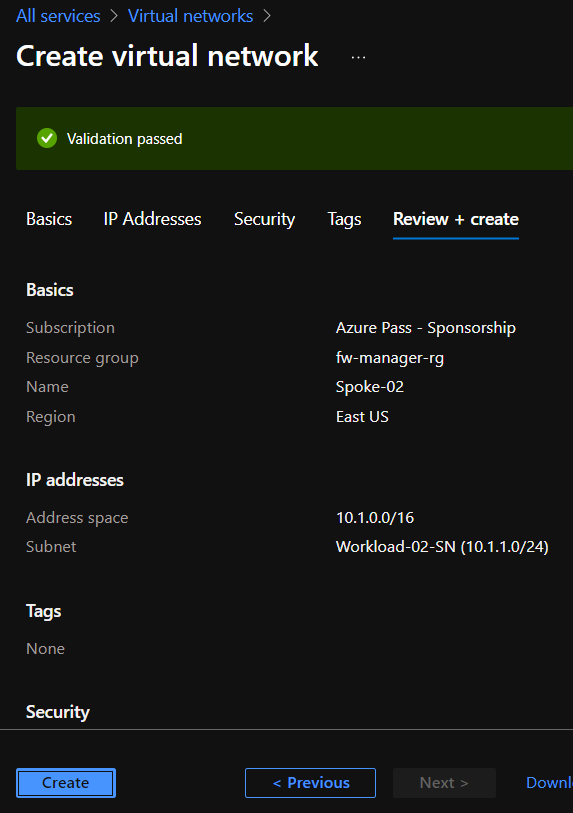 All services > Virtual networks >
Create virtual network ...
Validation passed
Basics IP Addresses Security Tags Review + create
Basics
Subscription Azure Pass - Sponsorship
Resource group fw-manager-rg
Name Spoke-02
Region East US
IP addresses
Address space 10.1.0.0/16
Subnet Workload-02-SN (10.1.1.0/24)
Tags
None
Security
Create < Previous Next > Downl